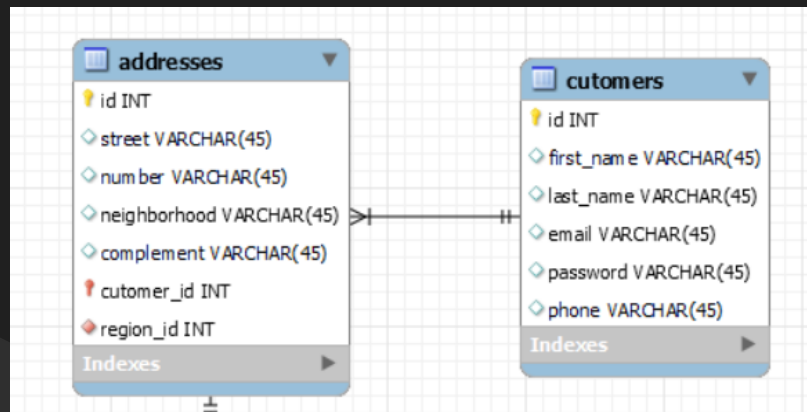 addresses
id INT
street VARCHAR(45)
number VARCHAR(45)
neighborhood VARCHAR(45)
complement VARCHAR(45)
cutomer_id INT
region_id INT
Indexes
cutomers
id INT
first_name VARCHAR(45)
last_name VARCHAR(45)
email VARCHAR(45)
password VARCHAR(45)
phone VARCHAR(45)
Indexes